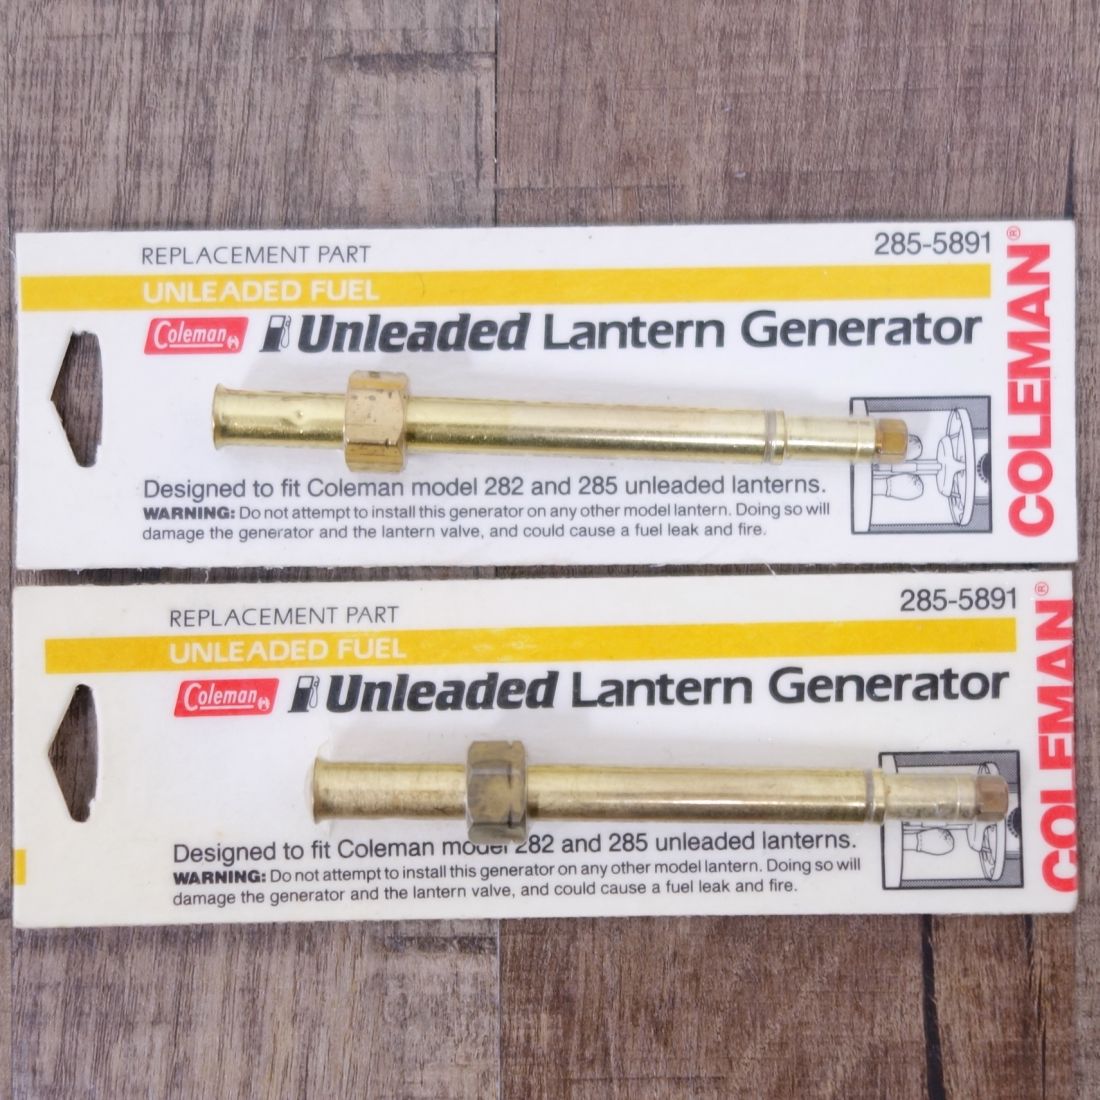 REPLACEMENT PART
285-5891
UNLEADED FUEL
Coleman Unleaded Lantern Generator
Designed to fit Coleman model 282 and 285 unleaded lanterns.
WARNING: Do not attempt to install this generator on any other model lantern. Doing so will
damage the generator and the lantern valve, and could cause a fuel leak and fire.
COLEMAN®
REPLACEMENT PART
285-5891
UNLEADED FUEL
Coleman Unleaded Lantern Generator
Designed to fit Coleman model 282 and 285 unleaded lanterns.
WARNING: Do not attempt to install this generator on any other model lantern. Doing so will
damage the generator and the lantern valve, and could cause a fuel leak and fire.
COLEMAN®